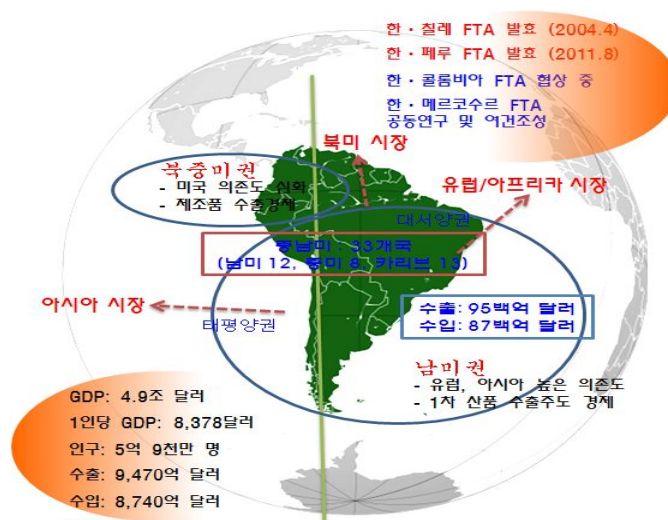 한・칠레 FTA 발효 (2004.4)
한・페루 FTA 발효 (2011.8)
한・콜롬비아 FTA 협상 중
한・메르코수르 FTA
공동연구 및 여건조성
북미 시장
북중미권
- 미국 의존도 심화
- 제조품 수출경제
유럽/아프리카 시장
대서양권
중남미 : 33개국
(남미 12, 중미 8, 카리브 13)
아시아 시장
태평양권
수출: 95백억 달러
수입: 87백억 달러
남미권
- 유럽, 아시아 높은 의존도
- 1차 산품 수출주도 경제
GDP: 4.9조 달러
1인당 GDP: 8,378달러
인구: 5억 9천만 명
수출: 9,470억 달러
수입: 8,740억 달러